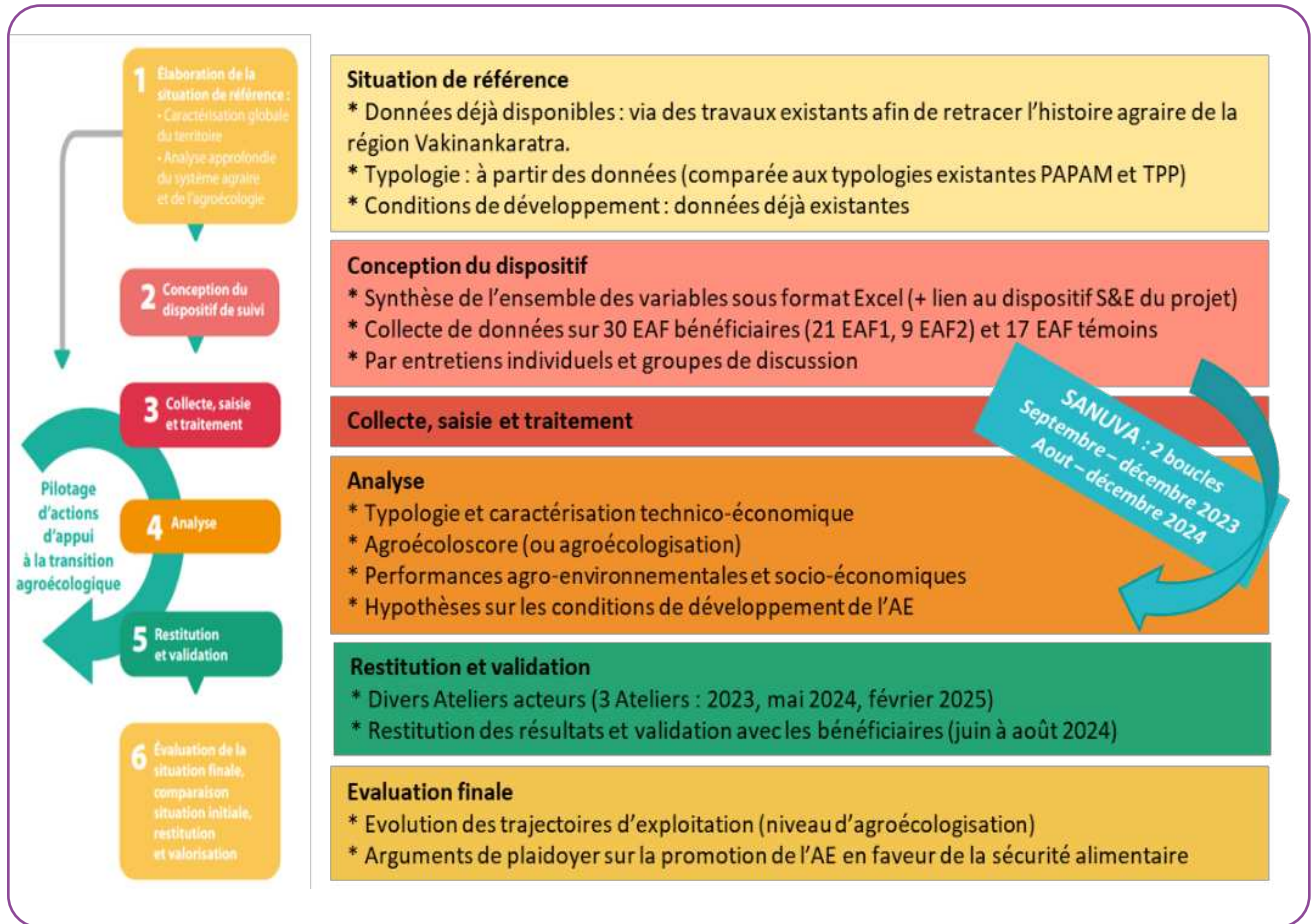 1 Élaboration de la
situation de référence :
• Caractérisation globale
du territoire
• Analyse approfondie
du système agraire
et de l'agroécologie
2 Conception du
dispositif de suivi
3 Collecte, saisie
et traitement
Pilotage
d'actions
d'appui
à la transition
agroécologique
4 Analyse
5 Restitution
et validation
6 Évaluation de la
situation finale,
comparaison
situation initiale,
restitution
et valorisation
Situation de référence
* Données déjà disponibles : via des travaux existants afin de retracer l'histoire agraire de la
région Vakinankaratra.
* Typologie : à partir des données (comparée aux typologies existantes PAPAM et TPP)
* Conditions de développement : données déjà existantes
Conception du dispositif
* Synthèse de l'ensemble des variables sous format Excel (+ lien au dispositif S&E du projet)
* Collecte de données sur 30 EAF bénéficiaires (21 EAF1, 9 EAF2) et 17 EAF témoins
* Par entretiens individuels et groupes de discussion
Collecte, saisie et traitement
SANUVA : 2 boucles
Septembre – décembre 2023
Aout – décembre 2024
Analyse
* Typologie et caractérisation technico-économique
* Agroécoloscore (ou agroécologisation)
* Performances agro-environnementales et socio-économiques
* Hypothèses sur les conditions de développement de l'AE
Restitution et validation
* Divers Ateliers acteurs (3 Ateliers : 2023, mai 2024, février 2025)
* Restitution des résultats et validation avec les bénéficiaires (juin à août 2024)
Evaluation finale
* Evolution des trajectoires d'exploitation (niveau d'agroécologisation)
* Arguments de plaidoyer sur la promotion de l'AE en faveur de la sécurité alimentaire